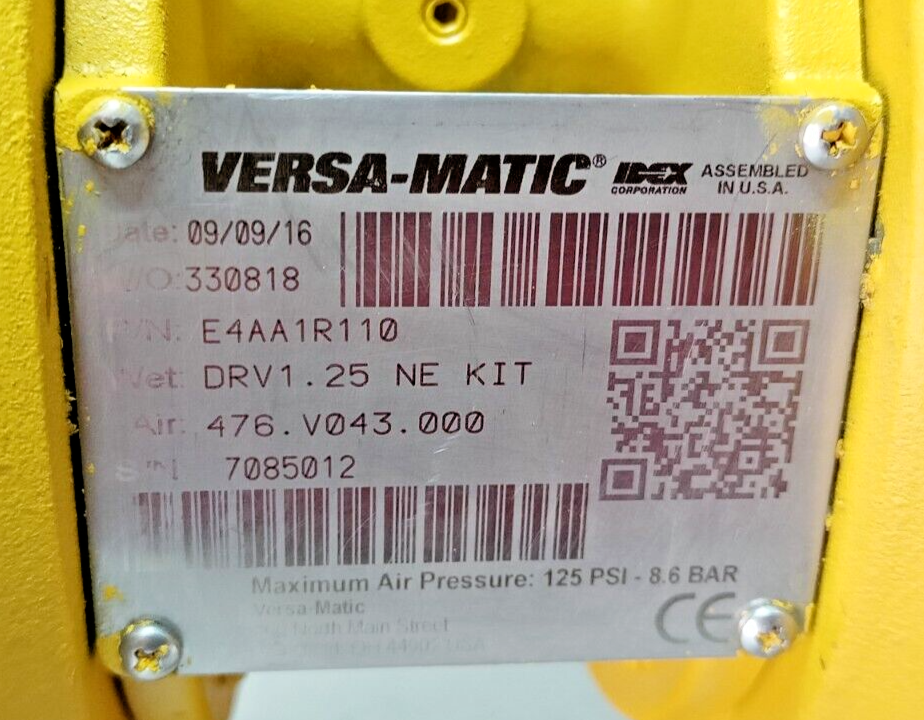 VERSA-MATIC® IDEX CORPORATION ASSEMBLED IN U.S.A.
Date: 09/09/16
W/O: 330818
P/N: E4AA1R110
Wet: DRV1.25 NE KIT
Air: 476.V043.000
7085012
Maximum Air Pressure: 125 PSI - 8.6 BAR
Versa-Matic
North Main Street
CE